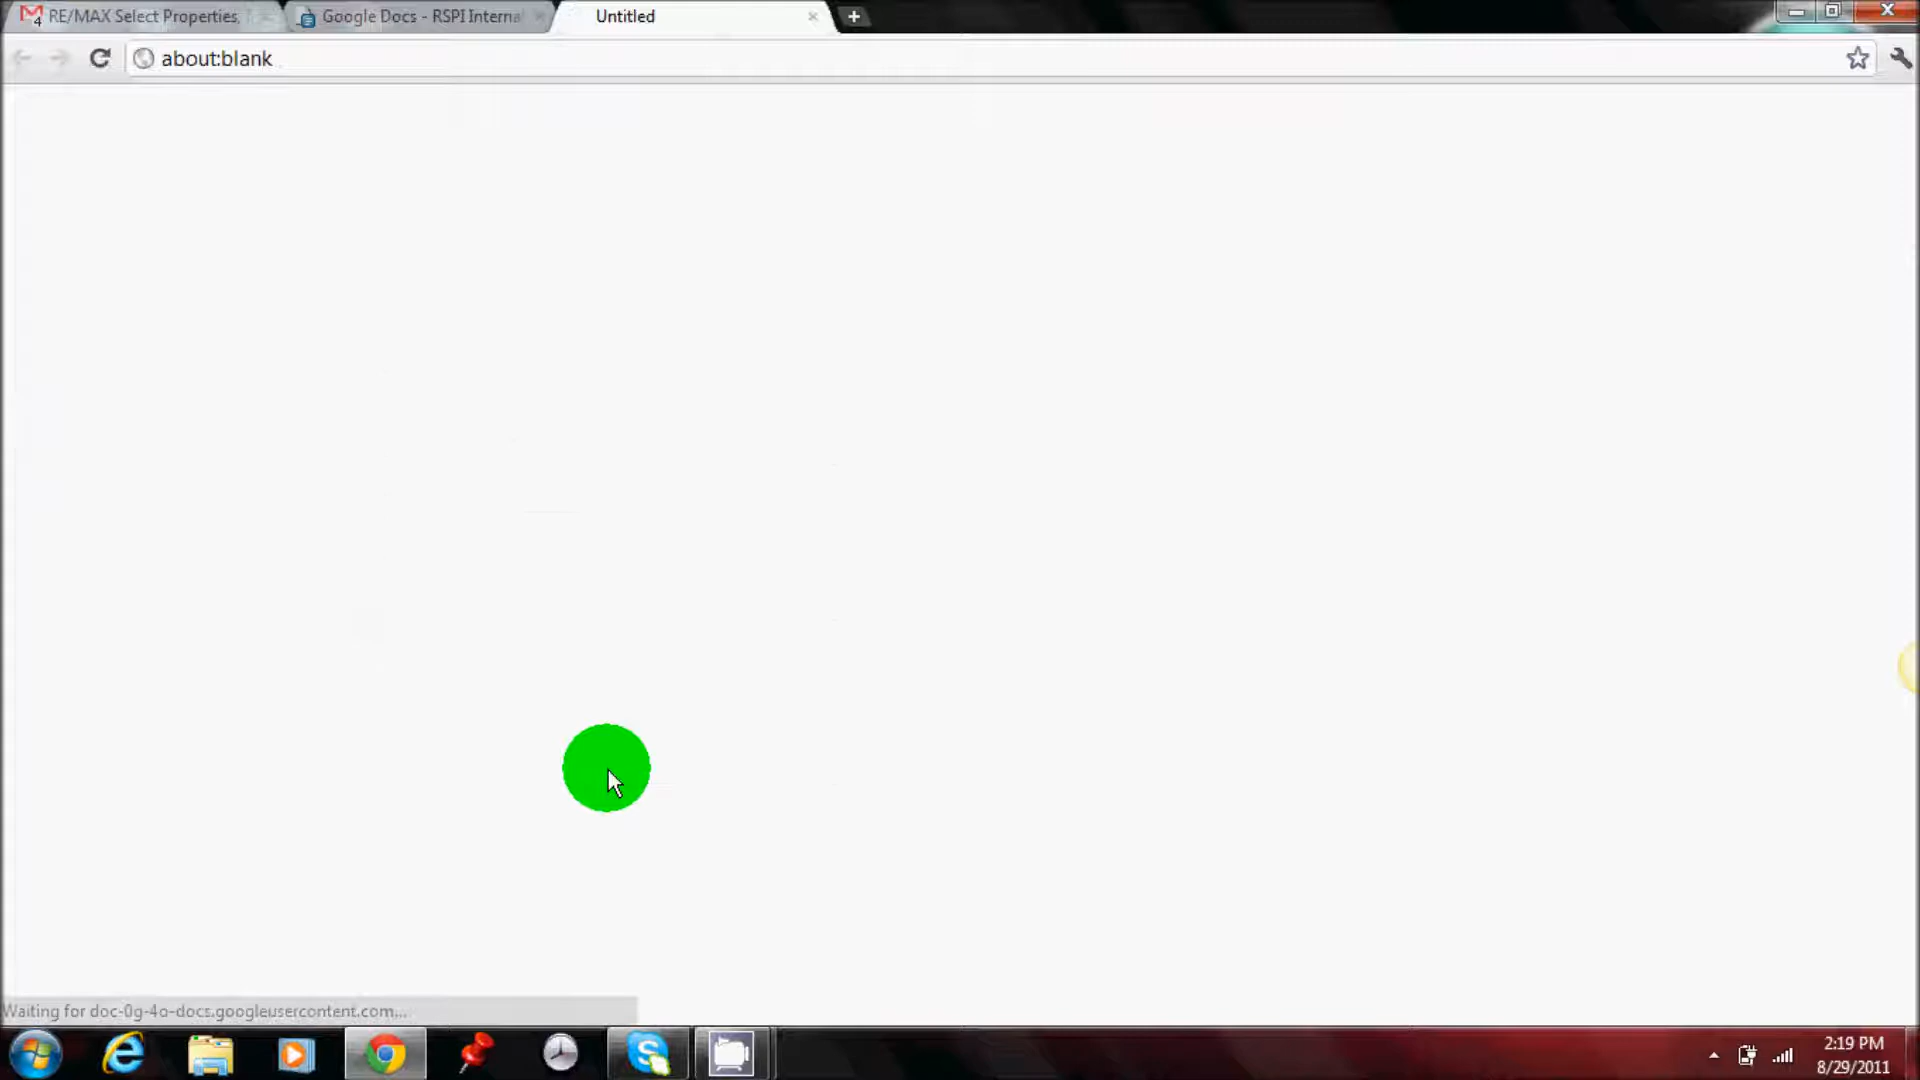 4
RE/MAX Select Properties,
Google Docs - RSPI Interna
Untitled
about:blank
Waiting for doc-0g-4o-docs.googleusercontent.com...
2:19 PM
8/29/2011